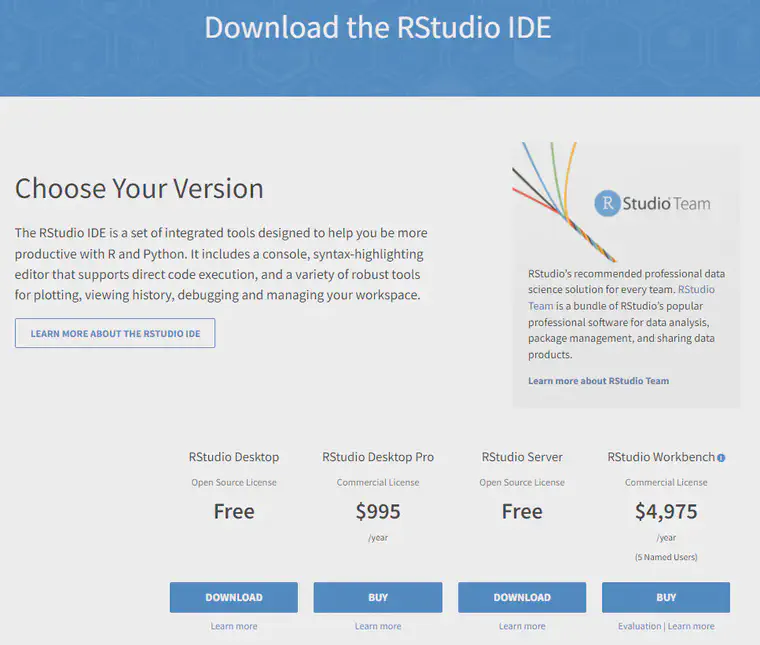 Download the RStudio IDE
Choose Your Version
The RStudio IDE is a set of integrated tools designed to help you be more
productive with R and Python. It includes a console, syntax-highlighting
editor that supports direct code execution, and a variety of robust tools
for plotting, viewing history, debugging and managing your workspace.
LEARN MORE ABOUT THE RSTUDIO IDE
R Studio Team
RStudio's recommended professional data
science solution for every team. RStudio
Team is a bundle of RStudio's popular
professional software for data analysis,
package management, and sharing data
products.
Learn more about RStudio Team
RStudio Desktop RStudio Desktop Pro RStudio Server RStudio Workbench
Open Source License Commercial License Open Source License Commercial License
Free $995 Free $4,975
/year /year
(5 Named Users)
DOWNLOAD BUY DOWNLOAD BUY
Learn more Learn more Learn more Evaluation | Learn more